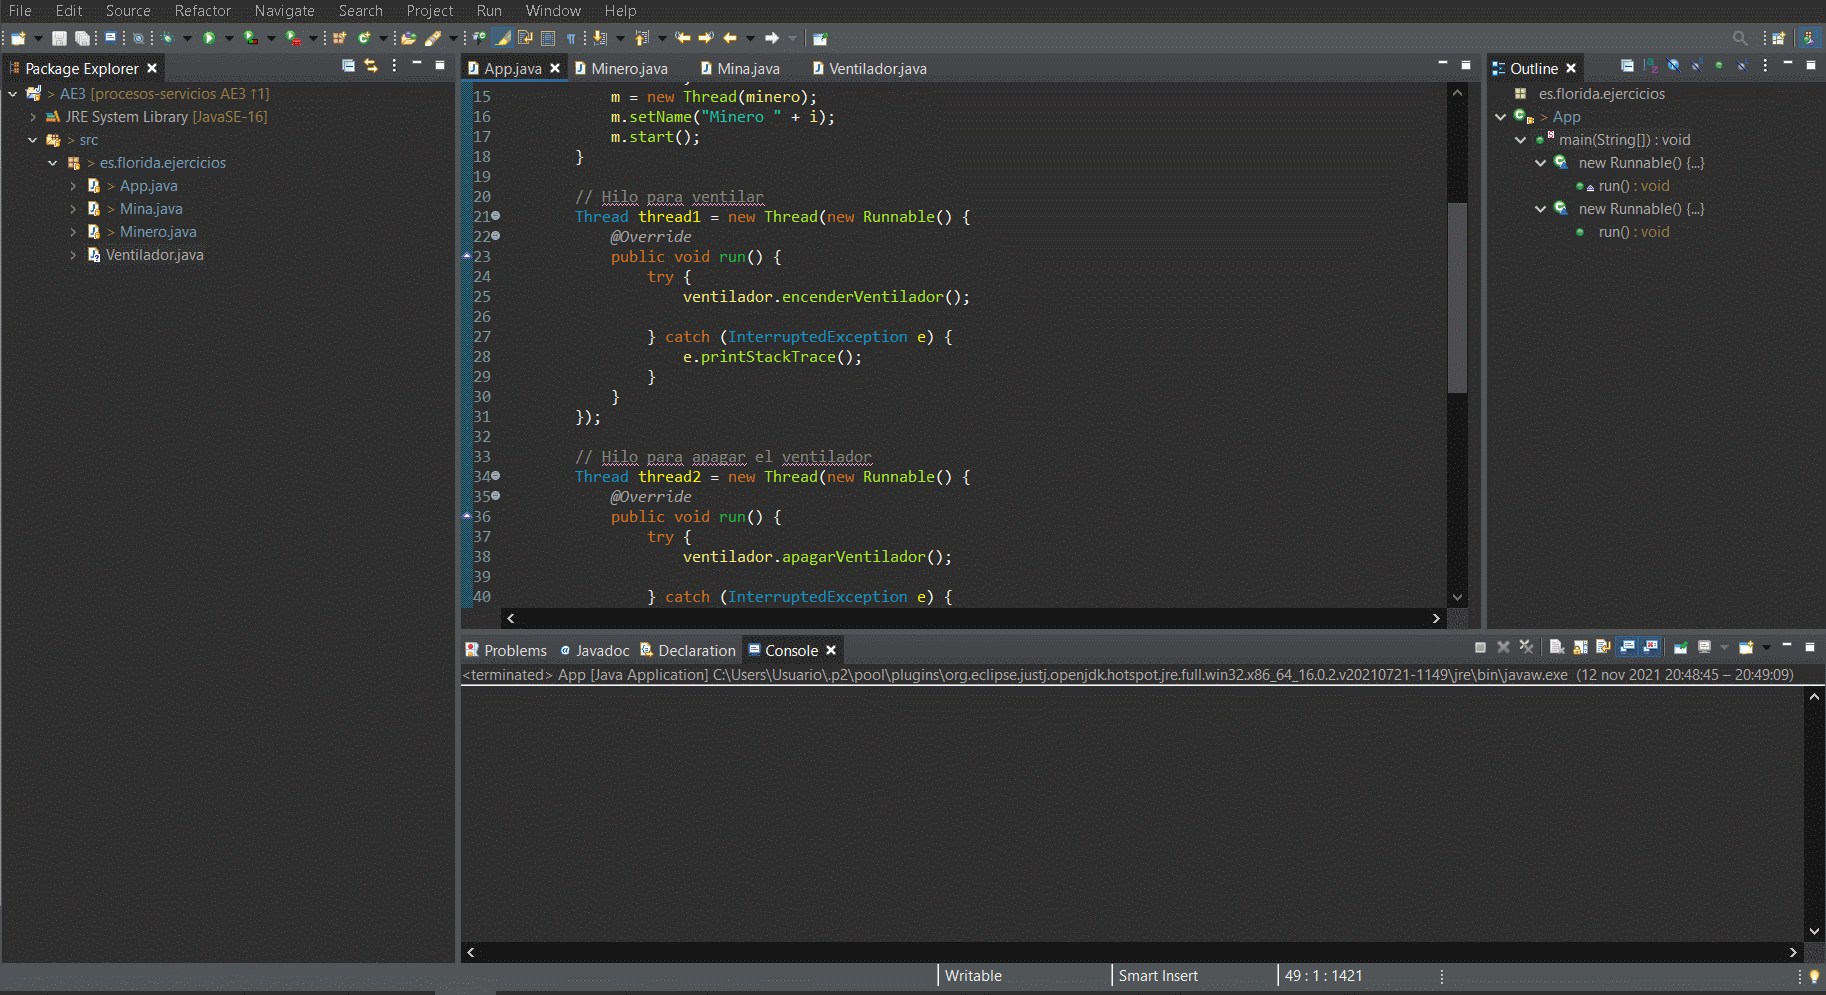 File Edit Source Refactor Navigate Search Project Run Window Help
Package Explorer
> AE3 [procesos-servicios AE3 ↑1]
JRE System Library [JavaSE-16]
> src
> es.florida.ejercicios
> App.java
> Mina.java
> Minero.java
Ventilador.java
App.java Minero.java Mina.java Ventilador.java
15 m = new Thread(minero);
16 m.setName("Minero " + i);
17 m.start();
18 }
19
20 // Hilo para ventilar
21 Thread thread1 = new Thread(new Runnable() {
22 @Override
23 public void run() {
24 try {
25 ventilador.encenderVentilador();
26
27 } catch (InterruptedException e) {
28 e.printStackTrace();
29 }
30 }
31 });
32
33 // Hilo para apagar el ventilador
34 Thread thread2 = new Thread(new Runnable() {
35 @Override
36 public void run() {
37 try {
38 ventilador.apagarVentilador();
39
40 } catch (InterruptedException e) {
Outline
es.florida.ejercicios
> App
main(String[]) : void
new Runnable() {...}
run() : void
new Runnable() {...}
run() : void
Problems @ Javadoc Declaration Console
<terminated> App [Java Application] C:\Users\Usuario\.p2\pool\plugins\org.eclipse.justj.openjdk.hotspot.jre.full.win32.x86_64_16.0.2.v20210721-1149\jre\bin\javaw.exe (12 nov 2021 20:48:45 – 20:49:09)
Writable Smart Insert 49 : 1 : 1421